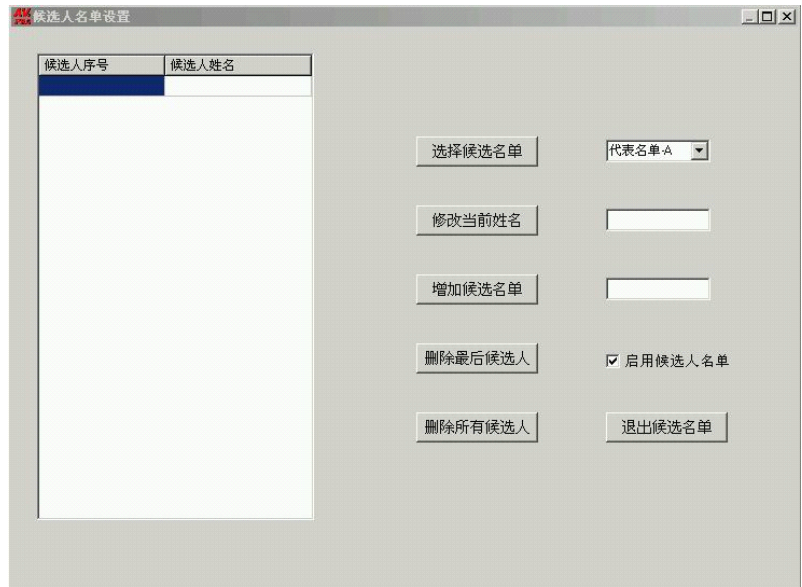 候选人名单设置
候选人序号 候选人姓名
选择候选名单 代表名单-A
修改当前姓名
增加候选名单
删除最后候选人 启用候选人名单
删除所有候选人 退出候选名单